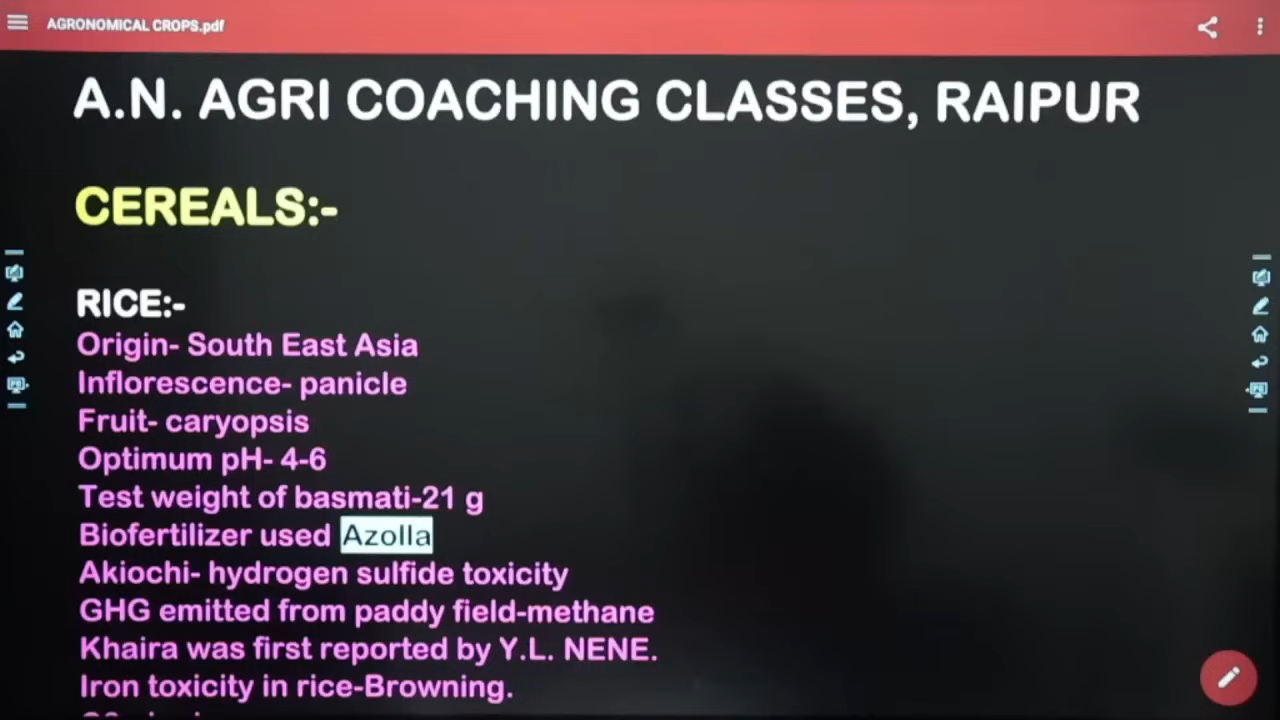 AGRONOMICAL CROPS.pdf
A.N. AGRI COACHING CLASSES, RAIPUR
CEREALS:-
RICE:-
Origin- South East Asia
Inflorescence- panicle
Fruit- caryopsis
Optimum pH- 4-6
Test weight of basmati-21 g
Biofertilizer used Azolla
Akiochi- hydrogen sulfide toxicity
GHG emitted from paddy field-methane
Khaira was first reported by Y.L. NENE.
Iron toxicity in rice-Browning.